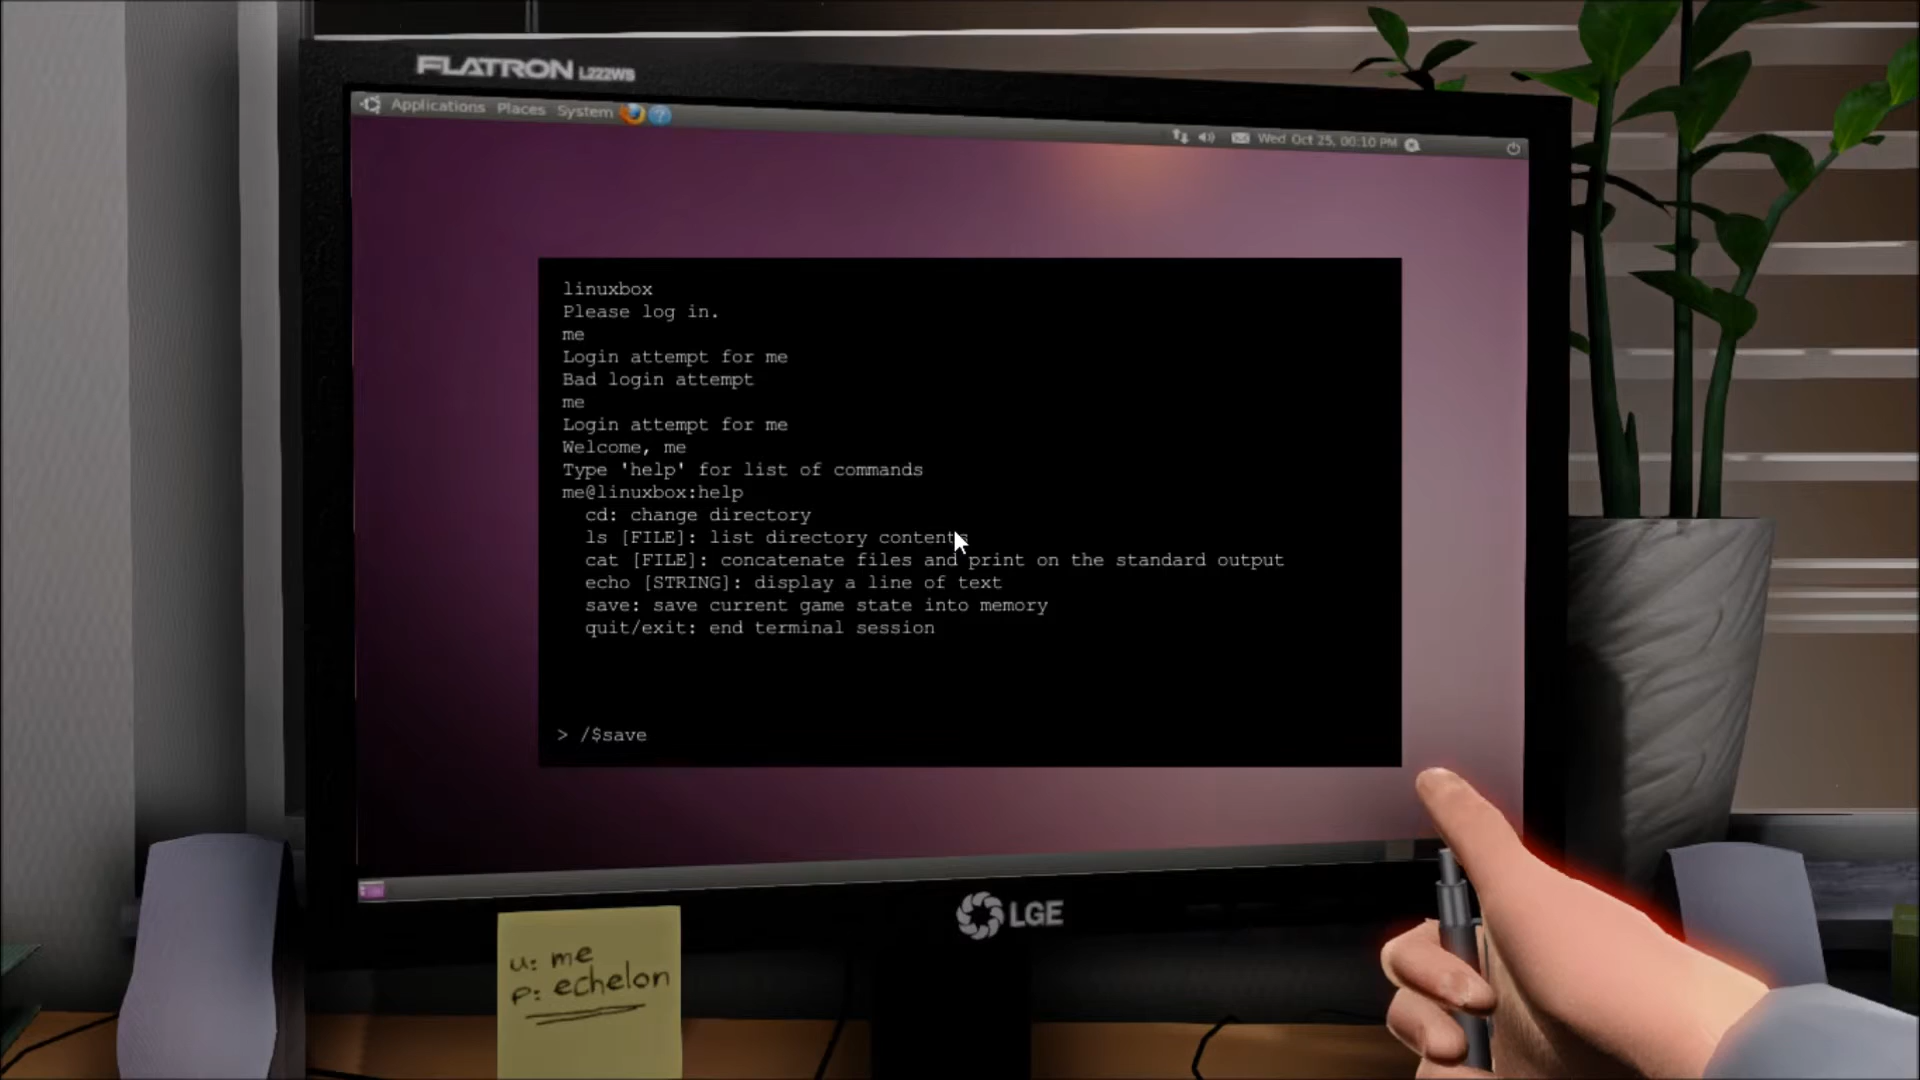 FLATRON L222WS
Applications Places System
Wed Oct 25, 00:10 PM
linuxbox
Please log in.
me
Login attempt for me
Bad login attempt
me
Login attempt for me
Welcome, me
Type 'help' for list of commands
me@linuxbox:help
cd: change directory
ls [FILE]: list directory contents
cat [FILE]: concatenate files and print on the standard output
echo [STRING]: display a line of text
save: save current game state into memory
quit/exit: end terminal session
> /$save
LGE
u: me
p: echelon